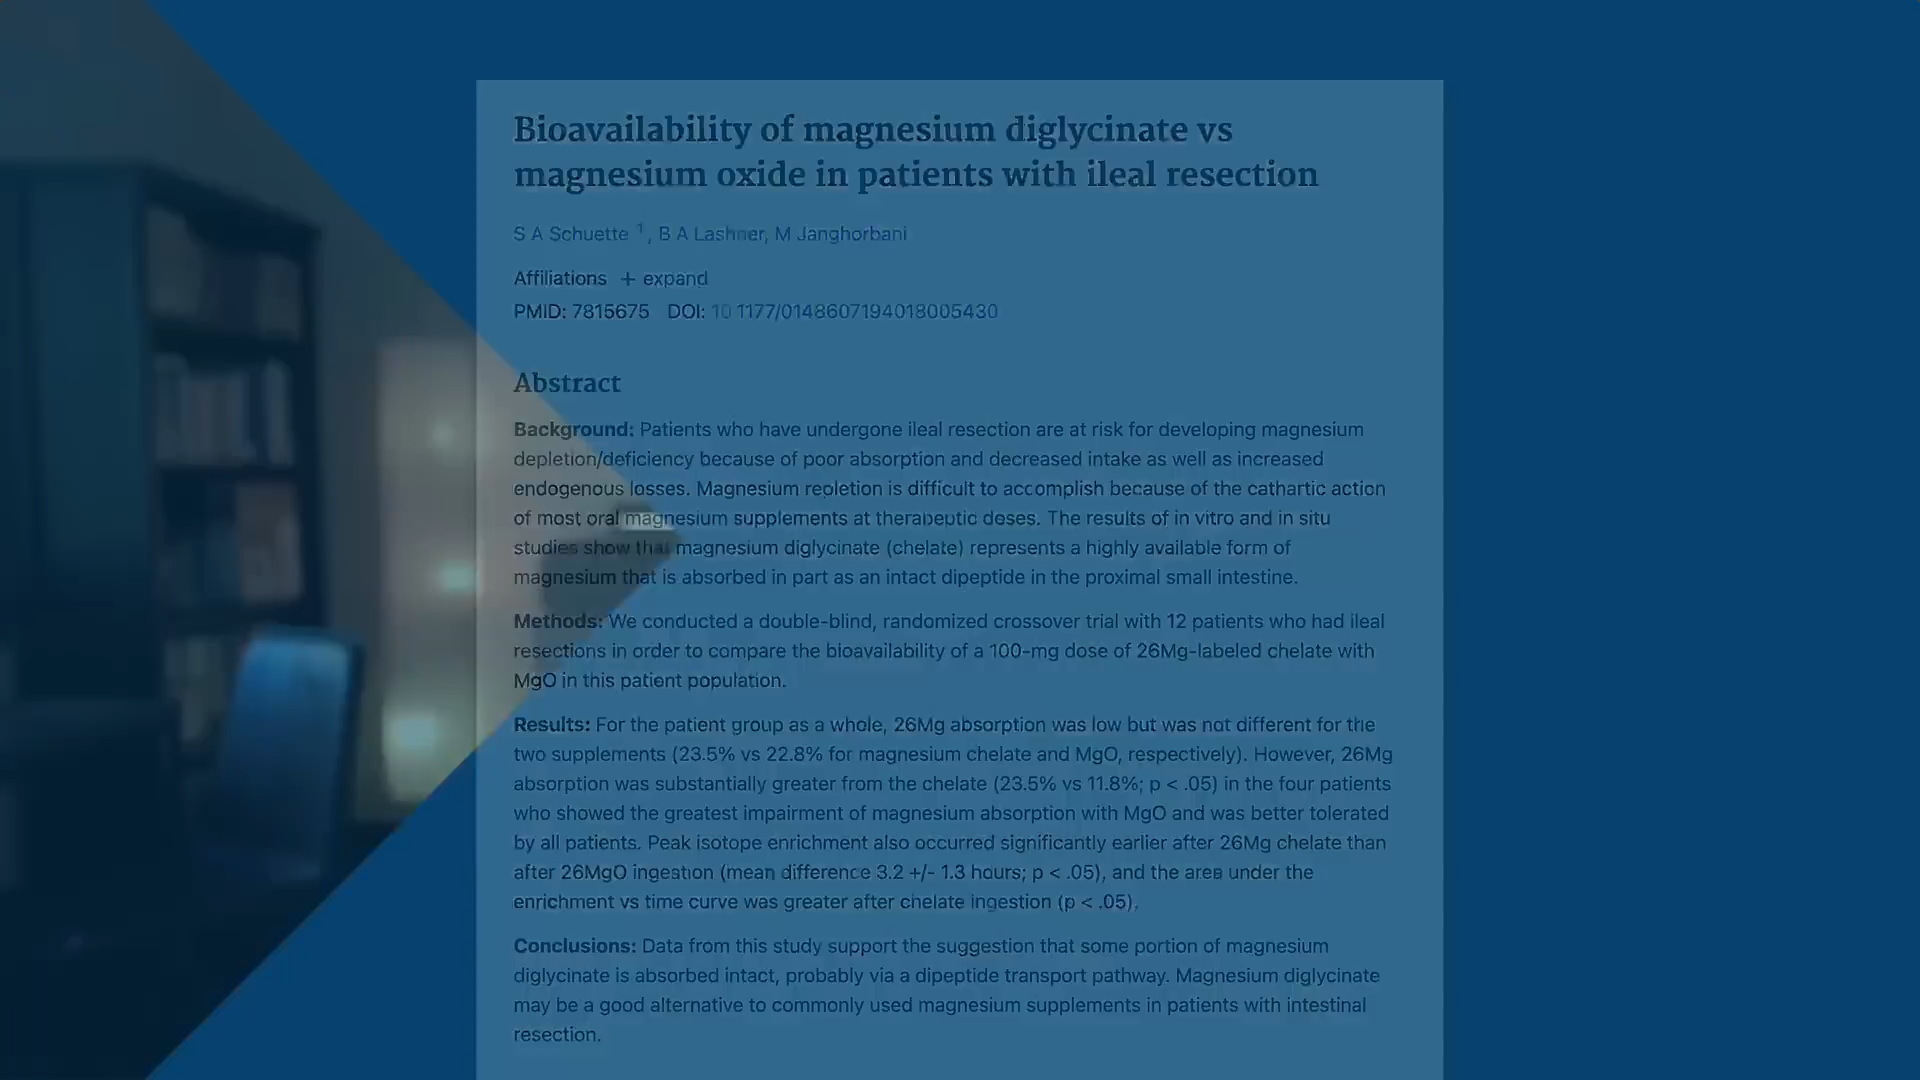 Bioavailability of magnesium diglycinate vs
magnesium oxide in patients with ileal resection
S A Schuette 1, B A Lashner, M Janghorbani
Affiliations + expand
PMID: 7815675 DOI: 10.1177/0148607194018005430
Abstract
Background: Patients who have undergone ileal resection are at risk for developing magnesium
depletion/deficiency because of poor absorption and decreased intake as well as increased
endogenous losses. Magnesium repletion is difficult to accomplish because of the cathartic action
of most oral magnesium supplements at therapeutic doses. The results of in vitro and in situ
studies show that magnesium diglycinate (chelate) represents a highly available form of
magnesium that is absorbed in part as an intact dipeptide in the proximal small intestine.
Methods: We conducted a double-blind, randomized crossover trial with 12 patients who had ileal
resections in order to compare the bioavailability of a 100-mg dose of 26Mg-labeled chelate with
MgO in this patient population.
Results: For the patient group as a whole, 26Mg absorption was low but was not different for the
two supplements (23.5% vs 22.8% for magnesium chelate and MgO, respectively). However, 26Mg
absorption was substantially greater from the chelate (23.5% vs 11.8%; p < .05) in the four patients
who showed the greatest impairment of magnesium absorption with MgO and was better tolerated
by all patients. Peak isotope enrichment also occurred significantly earlier after 26Mg chelate than
after 26MgO ingestion (mean difference 3.2 +/- 1.3 hours; p < .05), and the area under the
enrichment vs time curve was greater after chelate ingestion (p < .05).
Conclusions: Data from this study support the suggestion that some portion of magnesium
diglycinate is absorbed intact, probably via a dipeptide transport pathway. Magnesium diglycinate
may be a good alternative to commonly used magnesium supplements in patients with intestinal
resection.